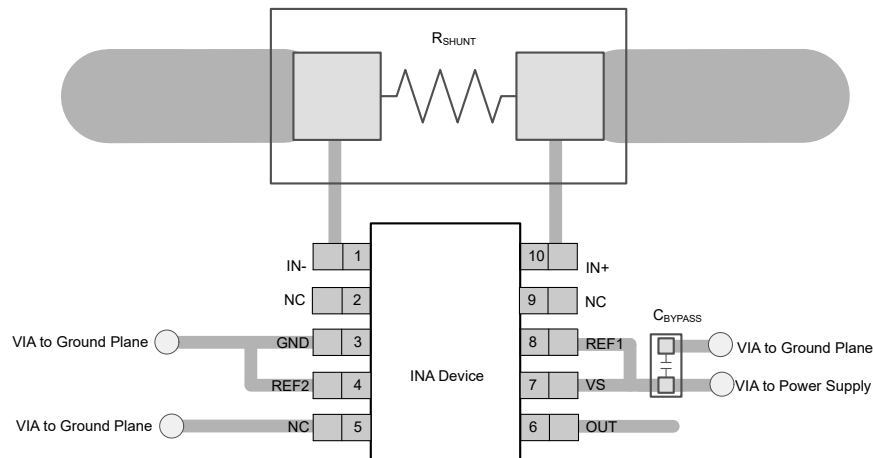 RSHUNT
IN- 1 10 IN+
NC 2 9 NC
CBYPASS
VIA to Ground Plane GND 3 8 REF1 VIA to Ground Plane
REF2 4 INA Device 7 VS VIA to Power Supply
VIA to Ground Plane NC 5 6 OUT